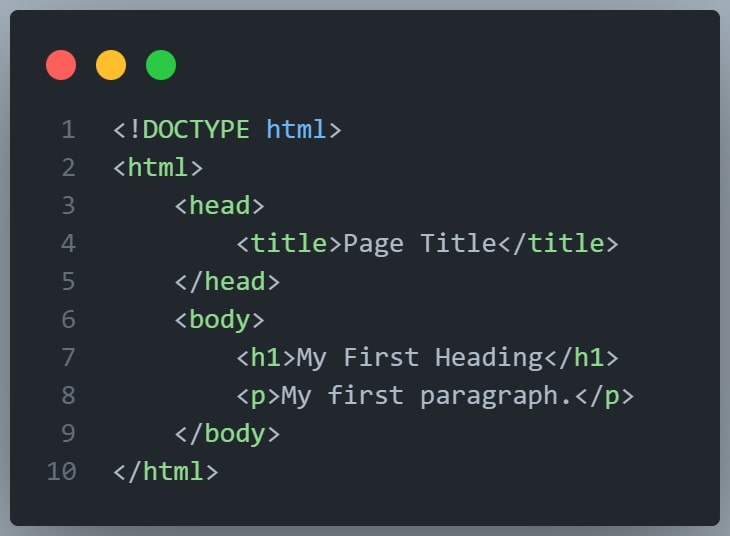 1 <!DOCTYPE html>
2 <html>
3     <head>
4         <title>Page Title</title>
5     </head>
6     <body>
7         <h1>My First Heading</h1>
8         <p>My first paragraph.</p>
9     </body>
10 </html>